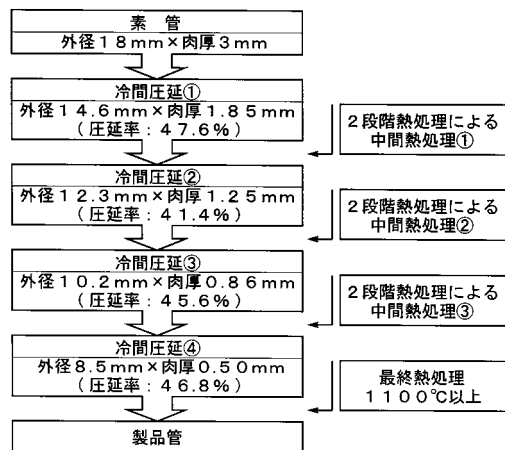 素 管
外径18mm×肉厚3mm
冷間圧延①
外径14.6mm×肉厚1.85mm
(圧延率:47.6%)
2段階熱処理による
中間熱処理①
冷間圧延②
外径12.3mm×肉厚1.25mm
(圧延率:41.4%)
2段階熱処理による
中間熱処理②
冷間圧延③
外径10.2mm×肉厚0.86mm
(圧延率:45.6%)
2段階熱処理による
中間熱処理③
冷間圧延④
外径8.5mm×肉厚0.50mm
(圧延率:46.8%)
最終熱処理
1100℃以上
製品管